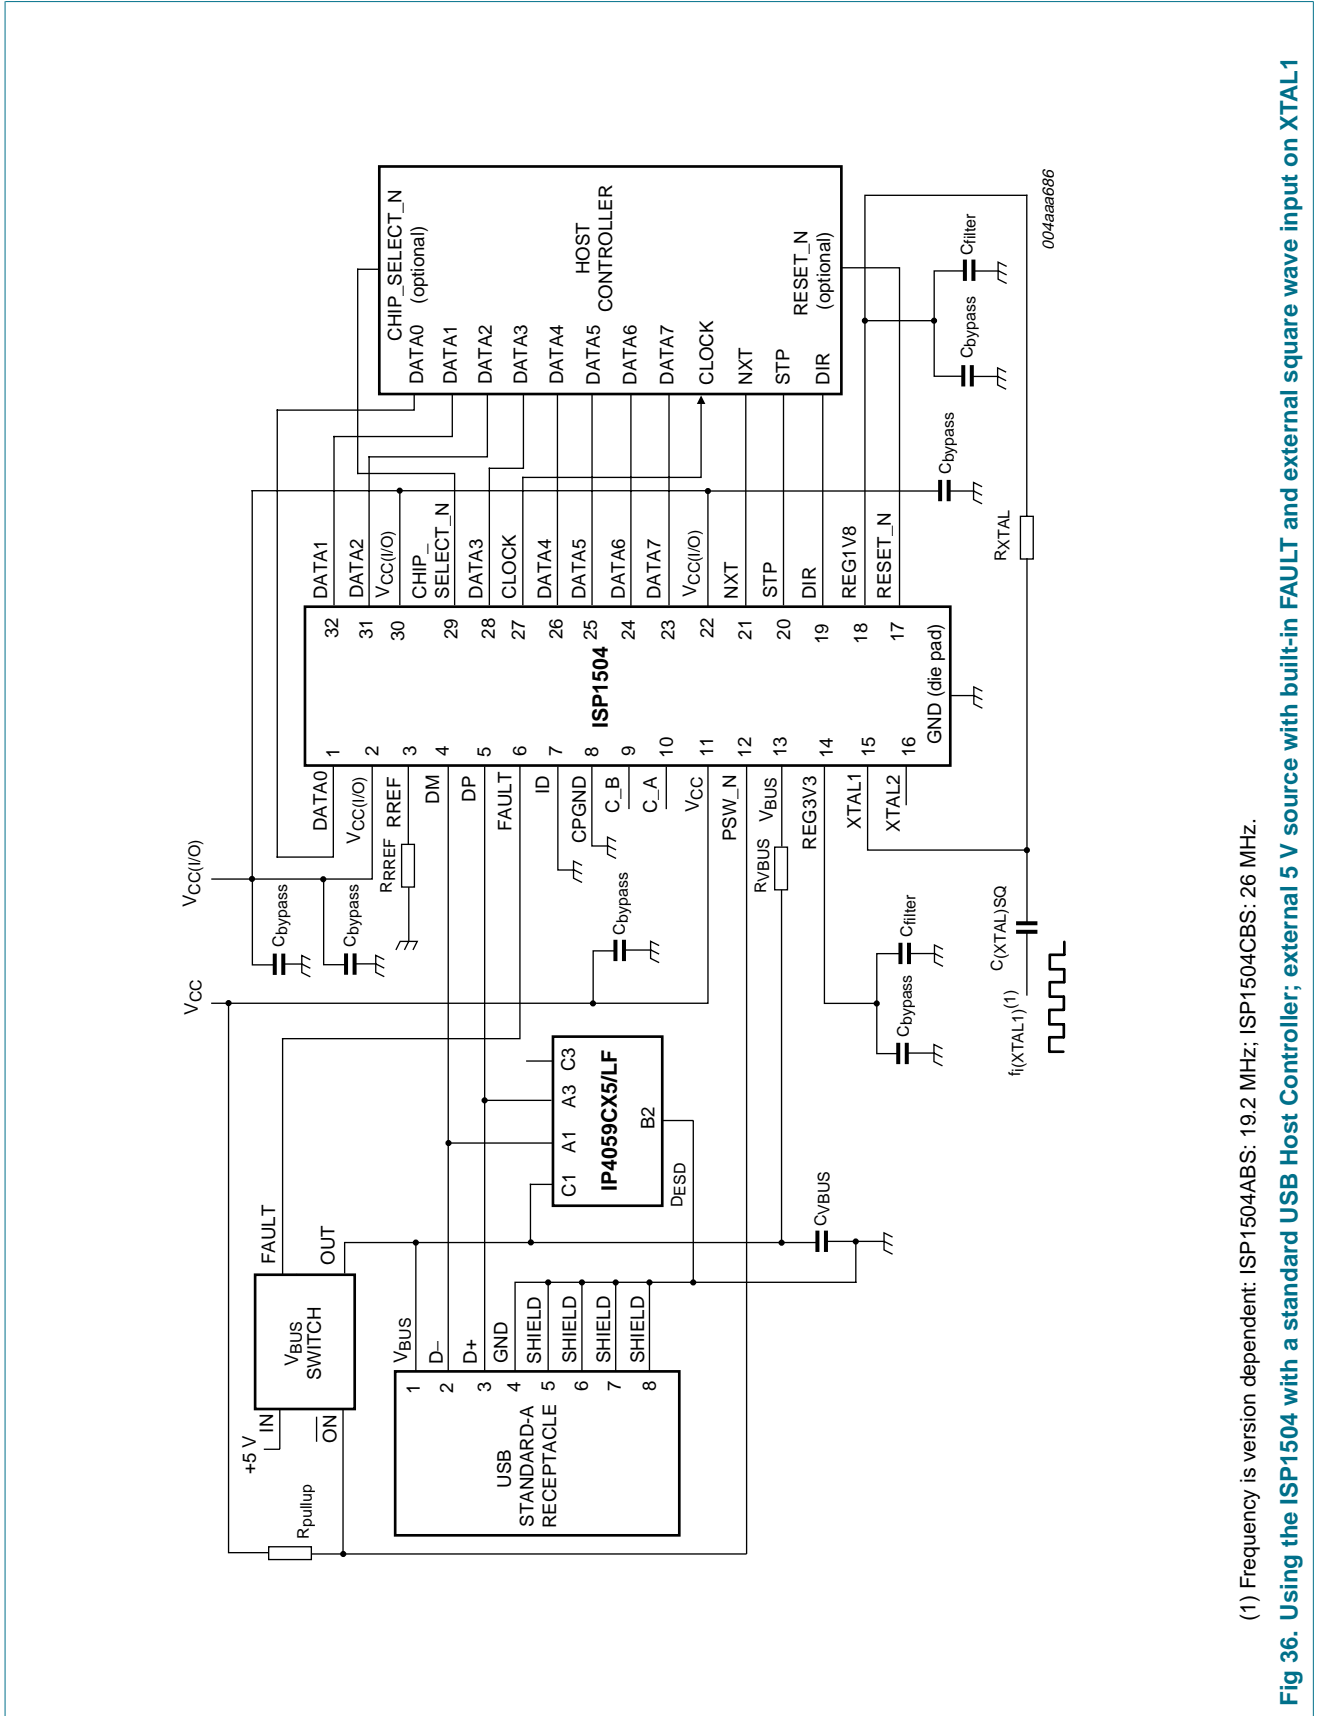 +5 V
IN
ON
VBUS
SWITCH
FAULT
OUT
Rpullup
VCC
VCC(I/O)
Cbypass
Cbypass
RRREF
Cbypass
USB
STANDARD-A
RECEPTACLE
1 VBUS
2 D−
3 D+
4 GND
5 SHIELD
6 SHIELD
7 SHIELD
8 SHIELD
C1
A1
A3
C3
IP4059CX5/LF
B2
DESD
CVBUS
RVBUS
Cbypass
Cfilter
fi(XTAL1)(1)
C(XTAL)SQ
DATA0 1
VCC(I/O) 2
RREF 3
DM 4
DP 5
FAULT 6
ID 7
CPGND 8
C_B 9
C_A 10
VCC 11
PSW_N 12
VBUS 13
REG3V3 14
XTAL1 15
XTAL2 16
ISP1504
GND (die pad)
32 DATA1
31 DATA2
30 VCC(I/O)
29 CHIP_
SELECT_N
28 DATA3
27 CLOCK
26 DATA4
25 DATA5
24 DATA6
23 DATA7
22 VCC(I/O)
21 NXT
20 STP
19 DIR
18 REG1V8
17 RESET_N
RXTAL
Cbypass
Cbypass
Cfilter
CHIP_SELECT_N
(optional)
DATA0
DATA1
DATA2
DATA3
DATA4
DATA5
DATA6
DATA7
CLOCK
NXT
STP
DIR
HOST
CONTROLLER
RESET_N
(optional)
004aaa686
(1) Frequency is version dependent: ISP1504ABS: 19.2 MHz; ISP1504CBS: 26 MHz.
Fig 36. Using the ISP1504 with a standard USB Host Controller; external 5 V source with built-in FAULT and external square wave input on XTAL1